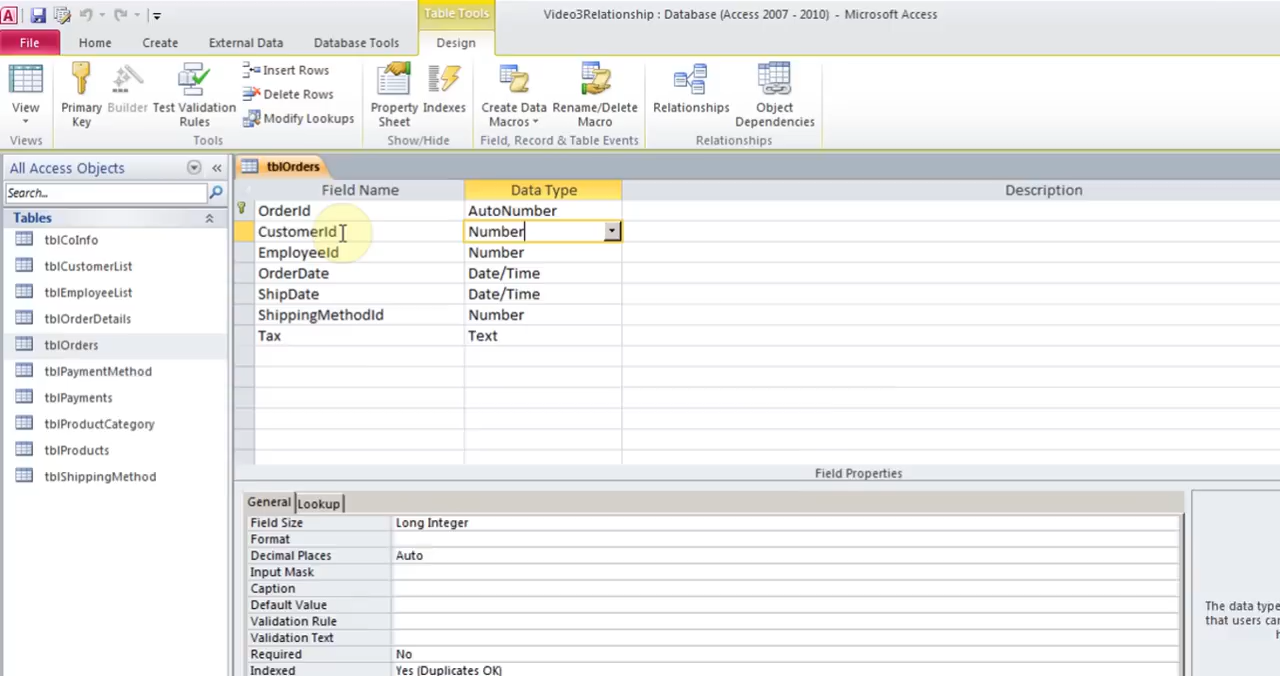 Table Tools
Video3Relationship : Database (Access 2007 - 2010) - Microsoft Access
File Home Create External Data Database Tools Design
View
Primary Key
Builder
Test Validation Rules
Insert Rows
Delete Rows
Modify Lookups
Property Sheet
Indexes
Create Data Macros
Rename/Delete Macro
Relationships
Object Dependencies
Views Tools Show/Hide Field, Record & Table Events Relationships
All Access Objects
Search...
Tables
tblCoInfo
tblCustomerList
tblEmployeeList
tblOrderDetails
tblOrders
tblPaymentMethod
tblPayments
tblProductCategory
tblProducts
tblShippingMethod
tblOrders
Field Name Data Type Description
OrderId AutoNumber
CustomerId Number
EmployeeId Number
OrderDate Date/Time
ShipDate Date/Time
ShippingMethodId Number
Tax Text
Field Properties
General Lookup
Field Size Long Integer
Format
Decimal Places Auto
Input Mask
Caption
Default Value
Validation Rule
Validation Text
Required No
Indexed Yes (Duplicates OK)
The data type
that users